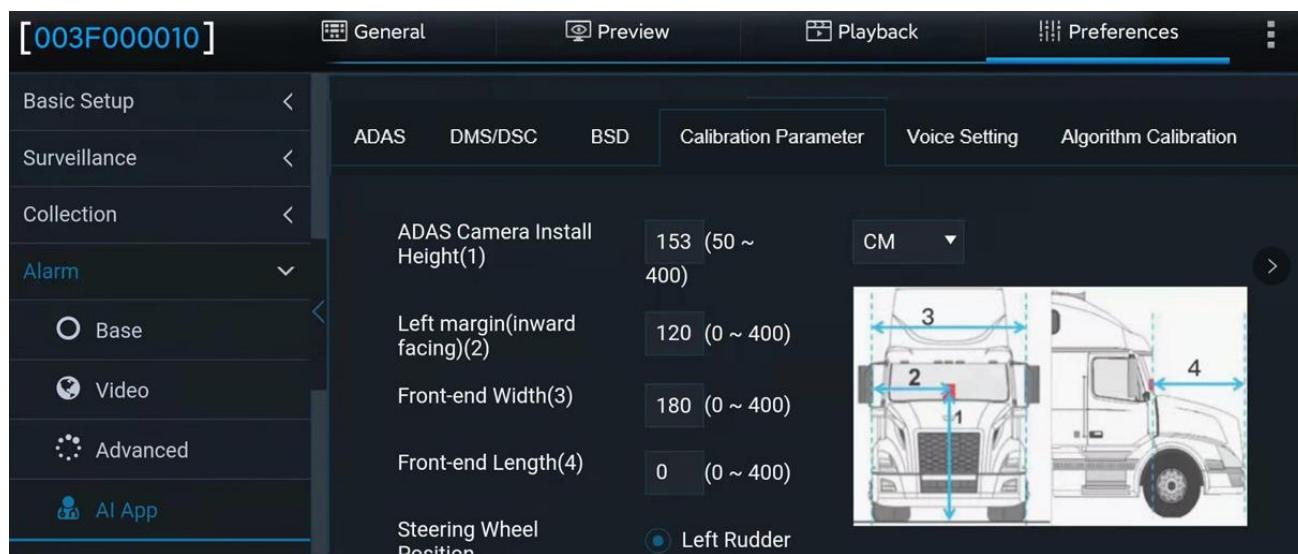 [003F000010]
General
Preview
Playback
Preferences
Basic Setup
Surveillance
Collection
Alarm
Base
Video
Advanced
AI App
ADAS
DMS/DSC
BSD
Calibration Parameter
Voice Setting
Algorithm Calibration
ADAS Camera Install
Height(1)
153 (50 ~
400)
CM
Left margin(inward
facing)(2)
120 (0 ~ 400)
Front-end Width(3)
180 (0 ~ 400)
Front-end Length(4)
0 (0 ~ 400)
Steering Wheel
Position
Left Rudder
3
2
1
4